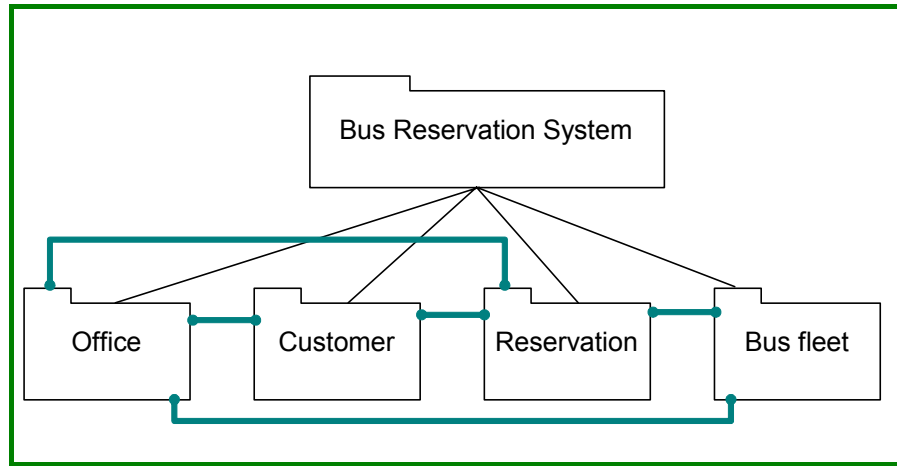 Bus Reservation System
Office
Customer
Reservation
Bus fleet